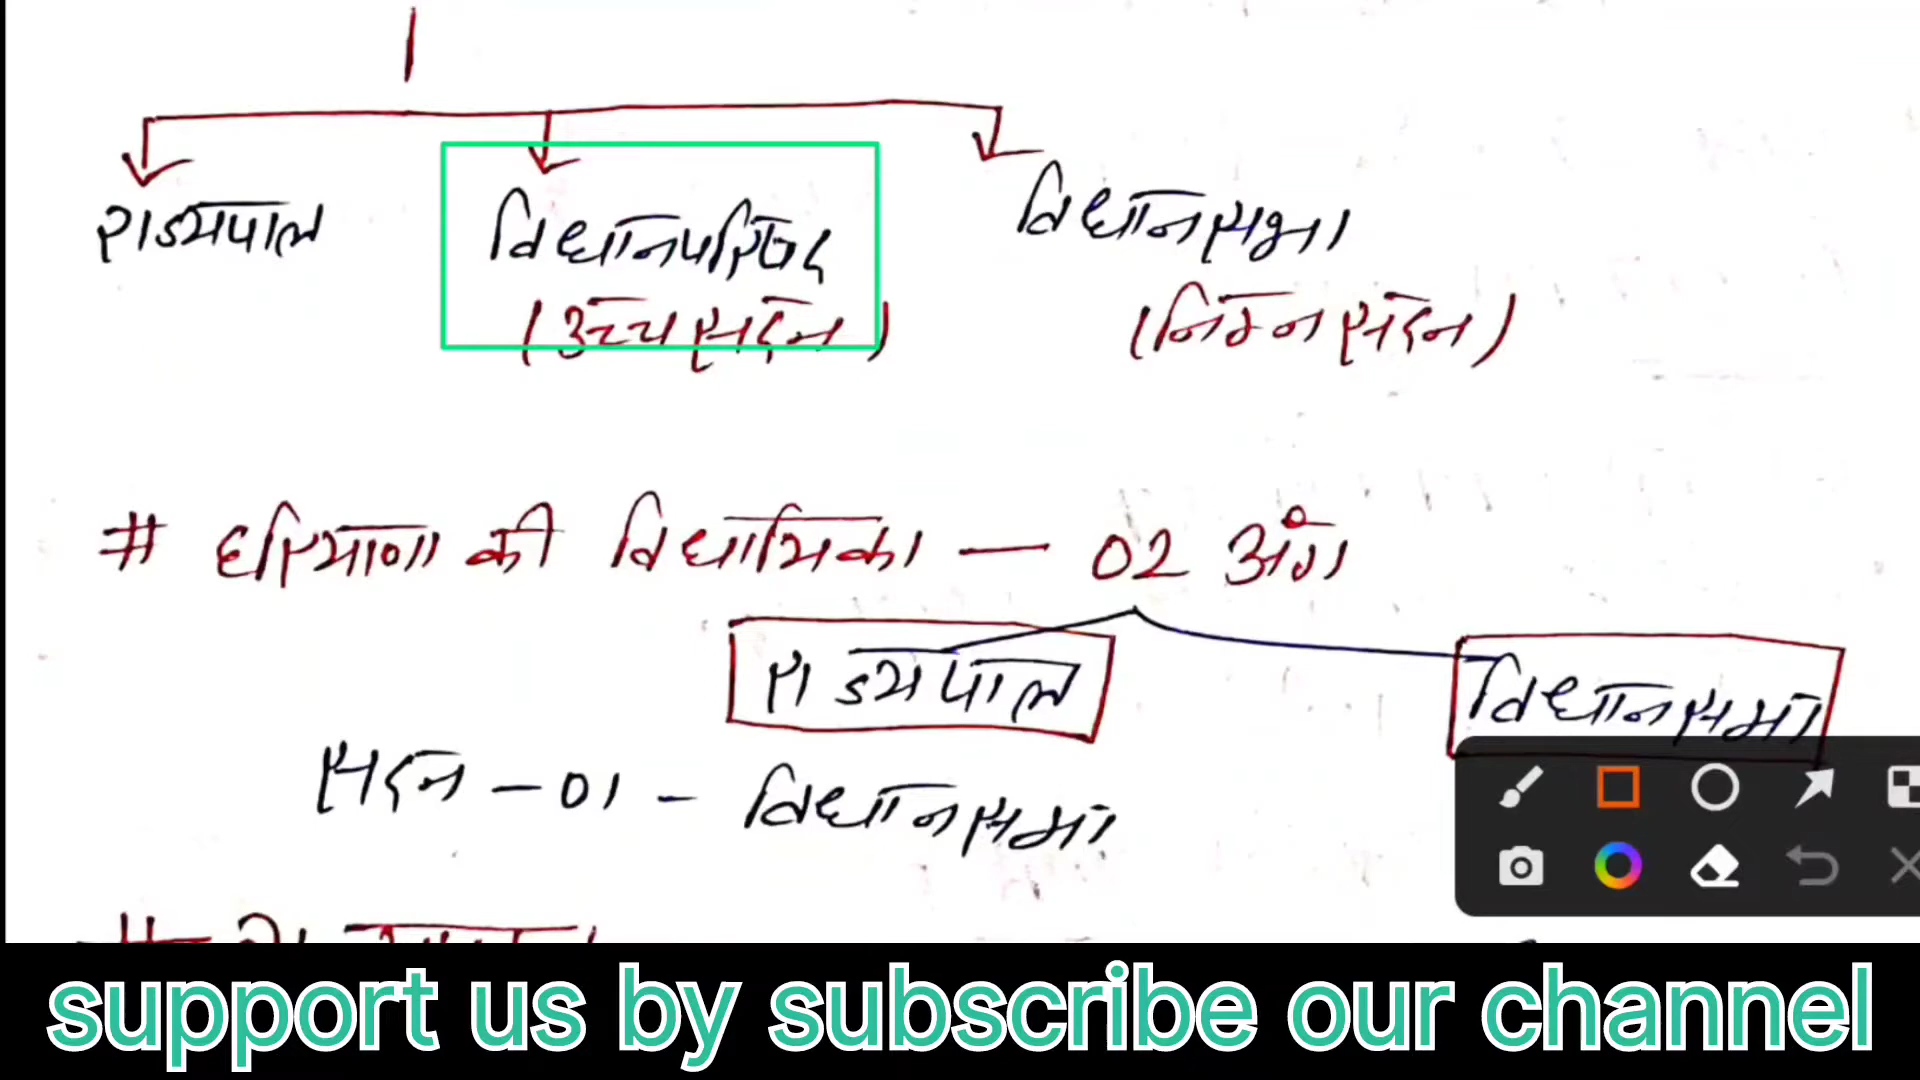 राज्यपाल विधानपरिषद विधानसभा
(उच्च सदन) (निम्न सदन)
# हरियाणा की विधायिका — 02 अंग
राज्यपाल विधानसभा
सदन - 01 - विधानसभा
support us by subscribe our channel